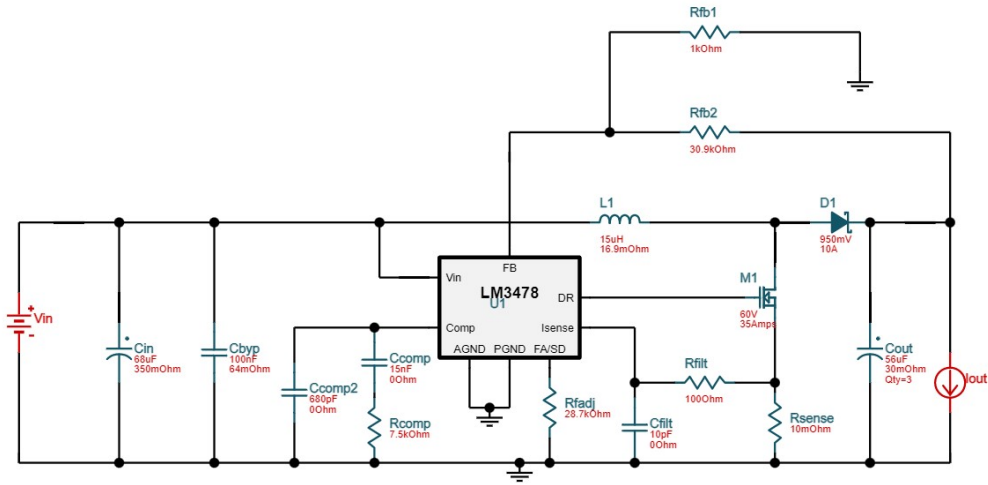 Rfb1
1kOhm
Rfb2
30.9kOhm
L1
15uH
16.9mOhm
D1
950mV
10A
FB
Vin
LM3478
U1
DR
Comp
Isense
AGND PGND FA/SD
M1
60V
35Amps
Vin
Cin
68uF
350mOhm
Cbyp
100nF
64mOhm
Ccomp2
680pF
0Ohm
Ccomp
15nF
0Ohm
Rcomp
7.5kOhm
Rfadj
28.7kOhm
Rfilt
100Ohm
Cfilt
10pF
0Ohm
Rsense
10mOhm
Cout
56uF
30mOhm
Qty=3
Iout